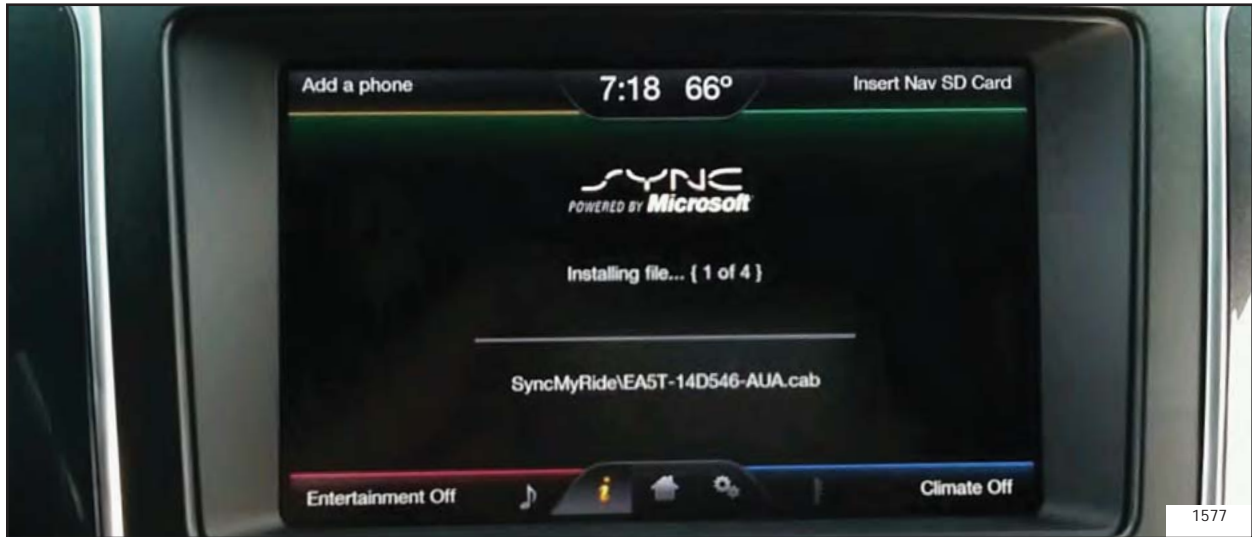 Add a phone 7:18 66° Insert Nav SD Card
SYNC
POWERED BY Microsoft
Installing file... { 1 of 4 }
SyncMyRide\EA5T-14D546-AUA.cab
Entertainment Off i Climate Off
1577